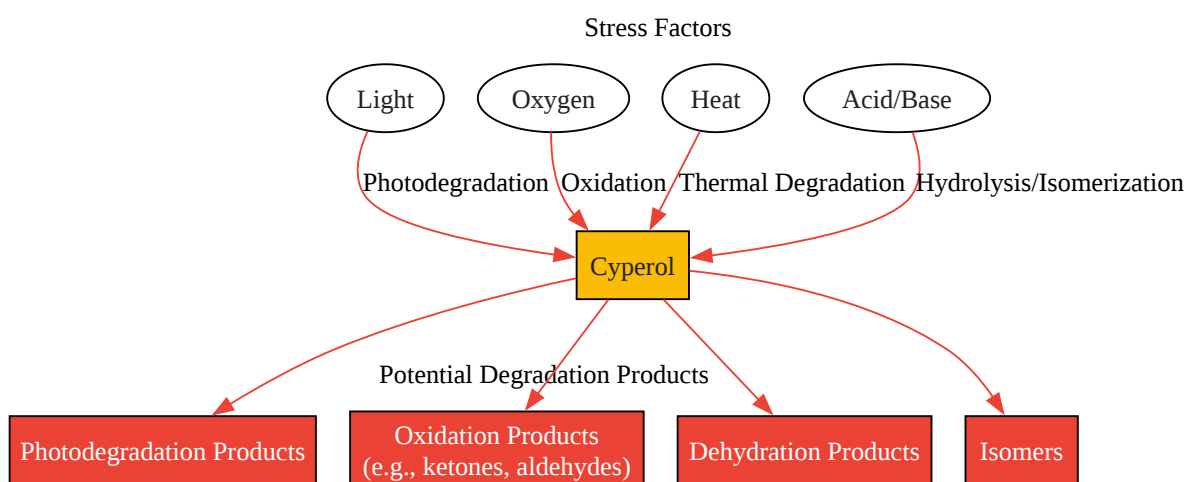 Stress Factors
Light
Oxygen
Heat
Acid/Base
Photodegradation
Oxidation
Thermal Degradation
Hydrolysis/Isomerization
Cyperol
Potential Degradation Products
Photodegradation Products
Oxidation Products
(e.g., ketones, aldehydes)
Dehydration Products
Isomers